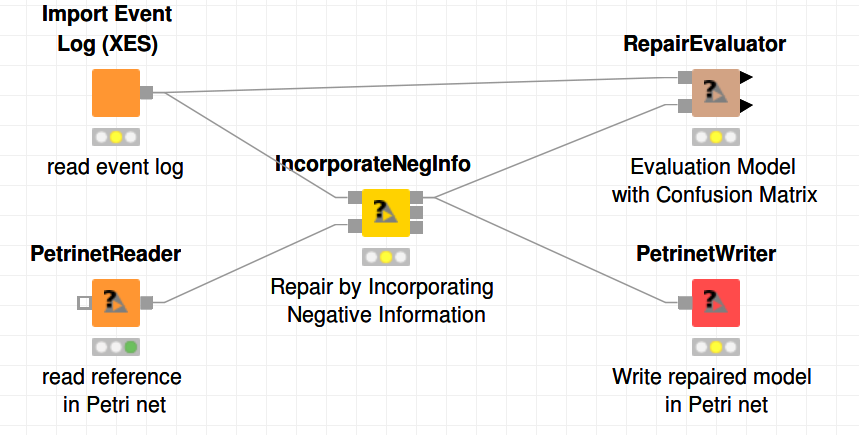 Import Event
Log (XES)
read event log
RepairEvaluator
?
Evaluation Model
with Confusion Matrix
IncorporateNegInfo
?
Repair by Incorporating
Negative Information
PetrinetReader
?
read reference
in Petri net
PetrinetWriter
?
Write repaired model
in Petri net